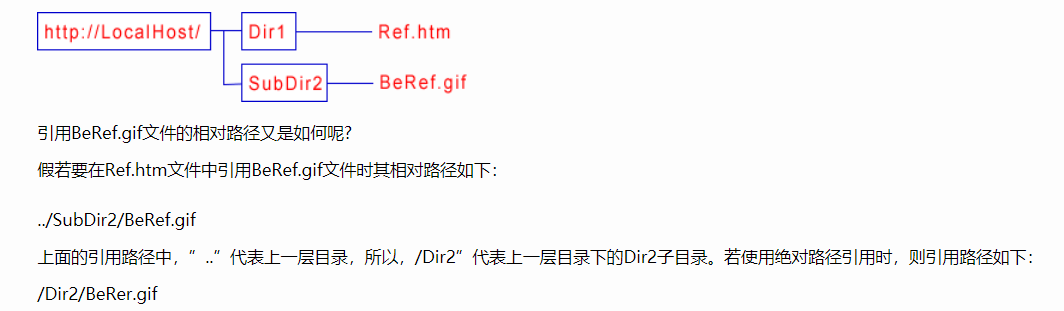 http://LocalHost/ Dir1 Ref.htm
SubDir2 BeRef.gif
引用BeRef.gif文件的相对路径又是如何呢?
假若要在Ref.htm文件中引用BeRef.gif文件时其相对路径如下：
../SubDir2/BeRef.gif
上面的引用路径中，”..”代表上一层目录，所以，/Dir2”代表上一层目录下的Dir2子目录。若使用绝对路径引用时，则引用路径如下：
/Dir2/BeRer.gif